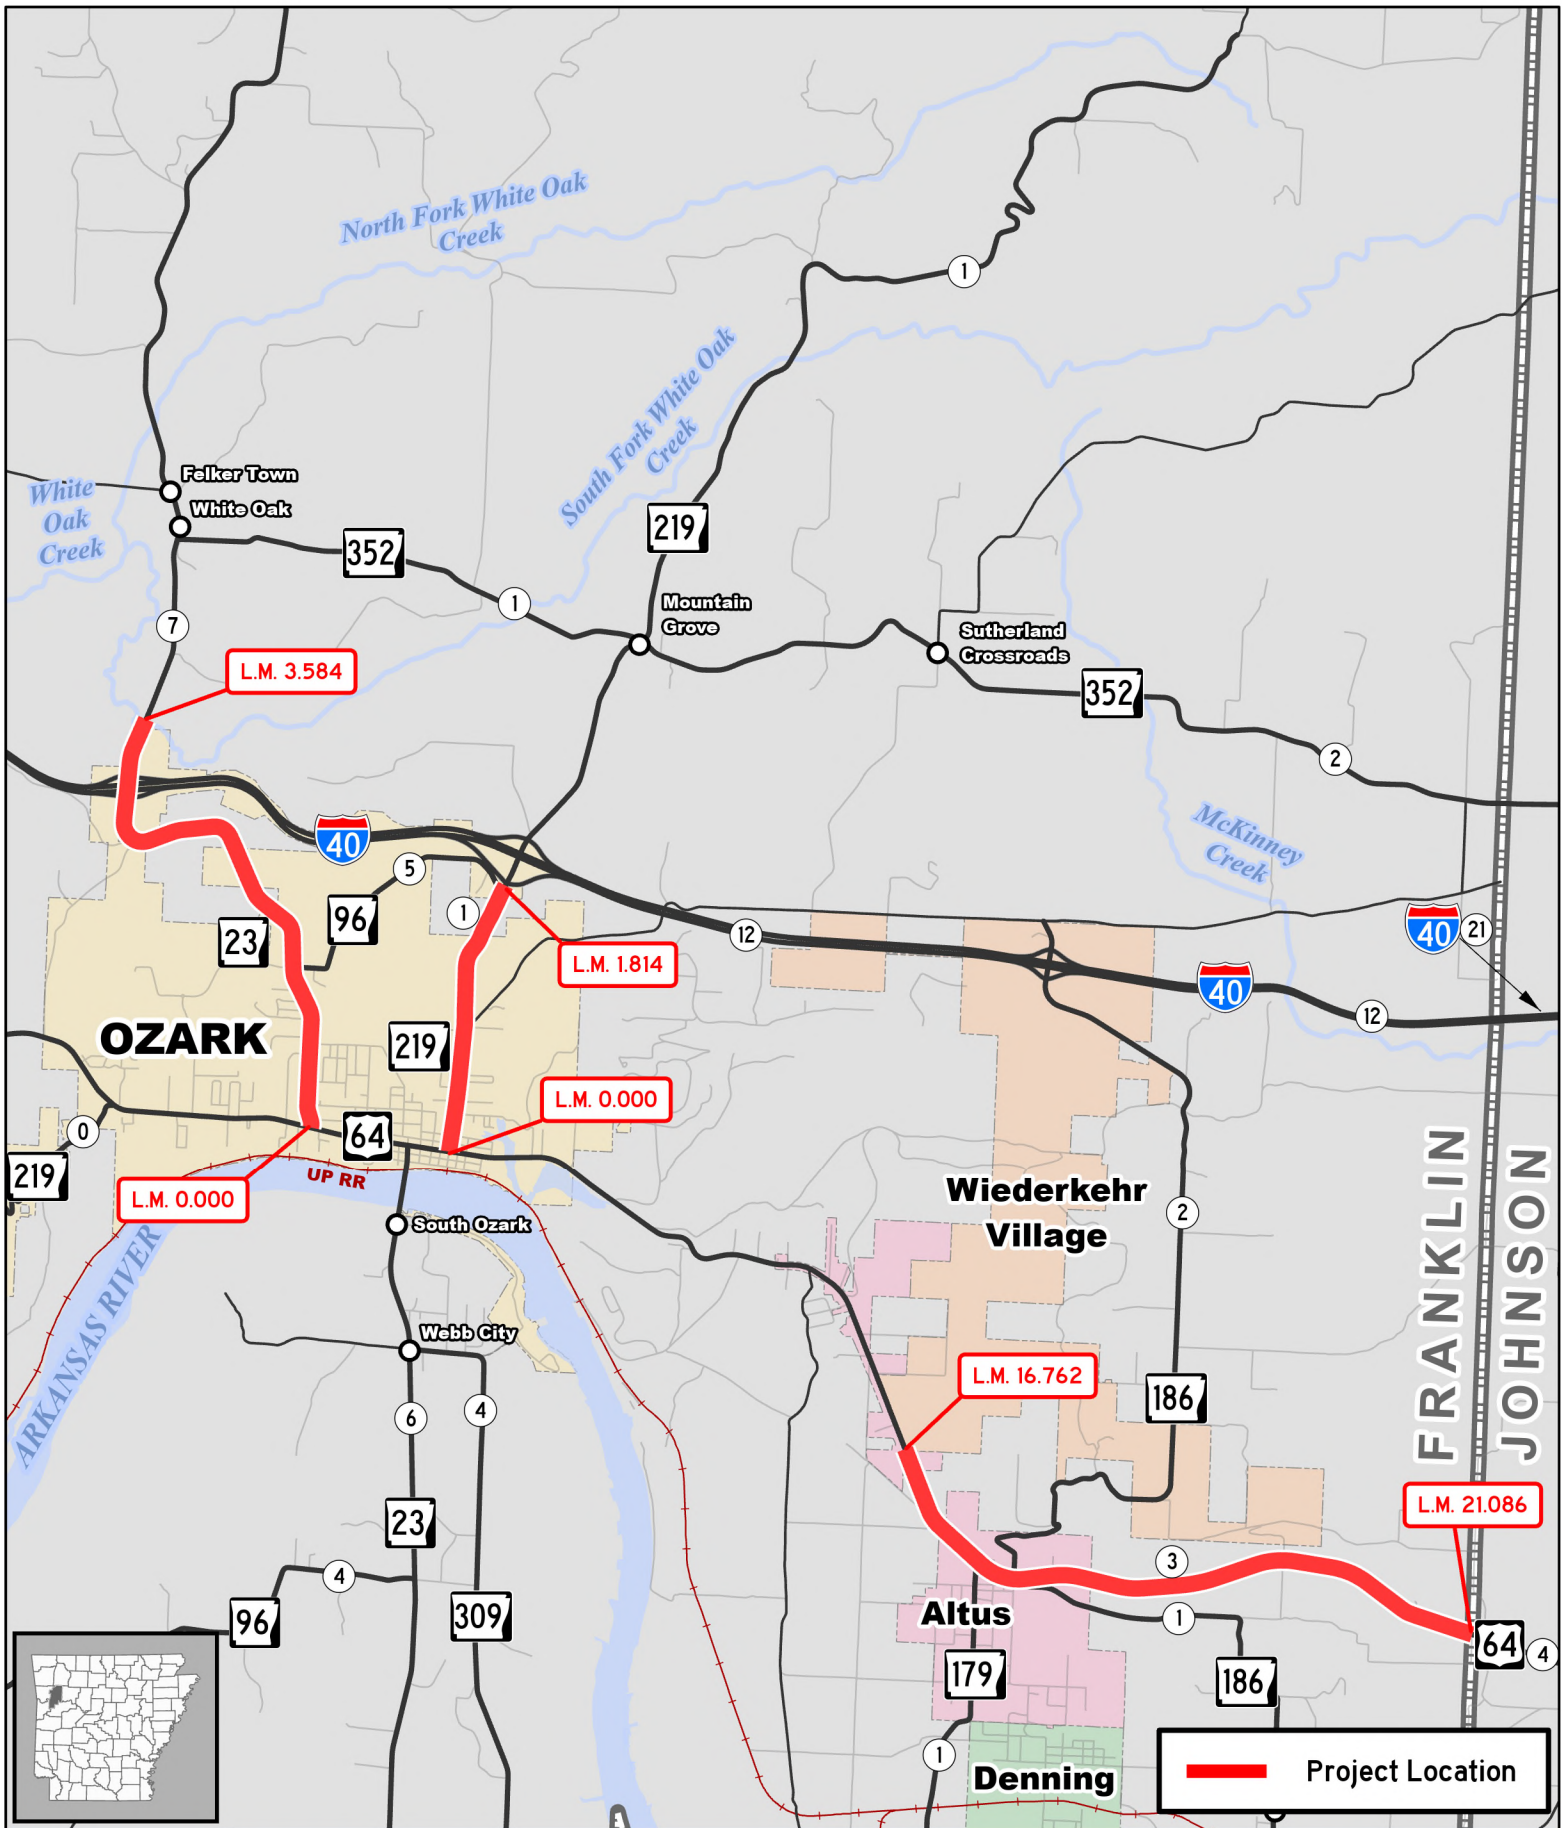 North Fork White Oak
Creek
1
South Fork White Oak
Creek
Felker Town
White Oak
White
Oak
Creek
219
352
1
Mountain
Grove
7
Sutherland
Crossroads
L.M. 3.584
352
2
McKinney
Creek
40
5
1
96
23
12
40
21
L.M. 1.814
40
12
OZARK
219
L.M. 0.000
0
64
219
UP RR
L.M. 0.000
Wiederkehr
Village
2
South Ozark
ARKANSAS RIVER
FRANKLIN
JOHNSON
Webb City
L.M. 16.762
186
6
4
L.M. 21.086
23
3
4
96
309
Altus
1
64
4
179
186
1
Denning
Project Location